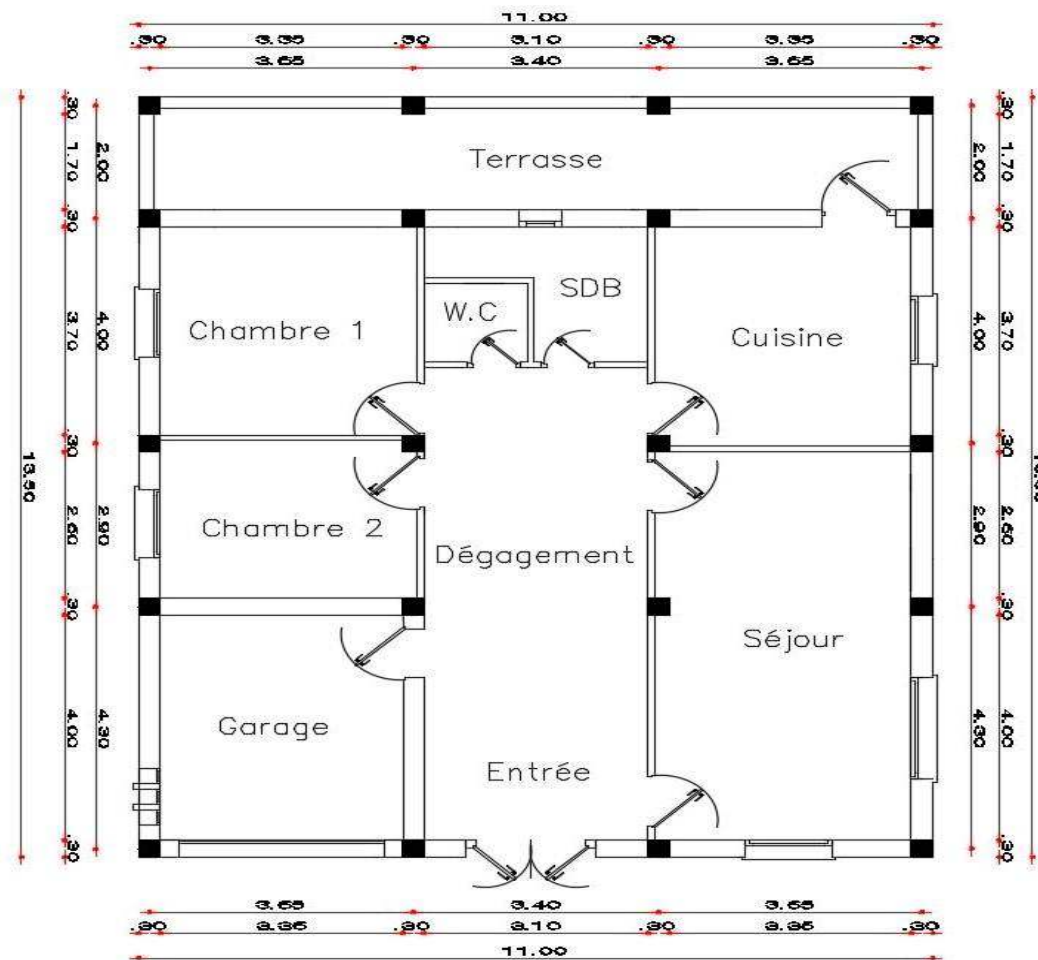 11.00
.30 3.35 .30 3.10 .30 3.35 .30
3.65 3.40 3.65
13.50
.30 1.70 .30 3.70 .30 2.60 .30 4.00 .30
2.00 4.00 2.90 4.30
Terrasse
SDB
W.C
Chambre 1
Cuisine
Chambre 2
Dégagement
Séjour
Garage
Entrée
2.00 4.00 2.90 4.30
.30 1.70 .30 3.70 .30 2.60 .30 4.00 .30
3.65 3.40 3.65
.30 3.35 .30 3.10 .30 3.35 .30
11.00